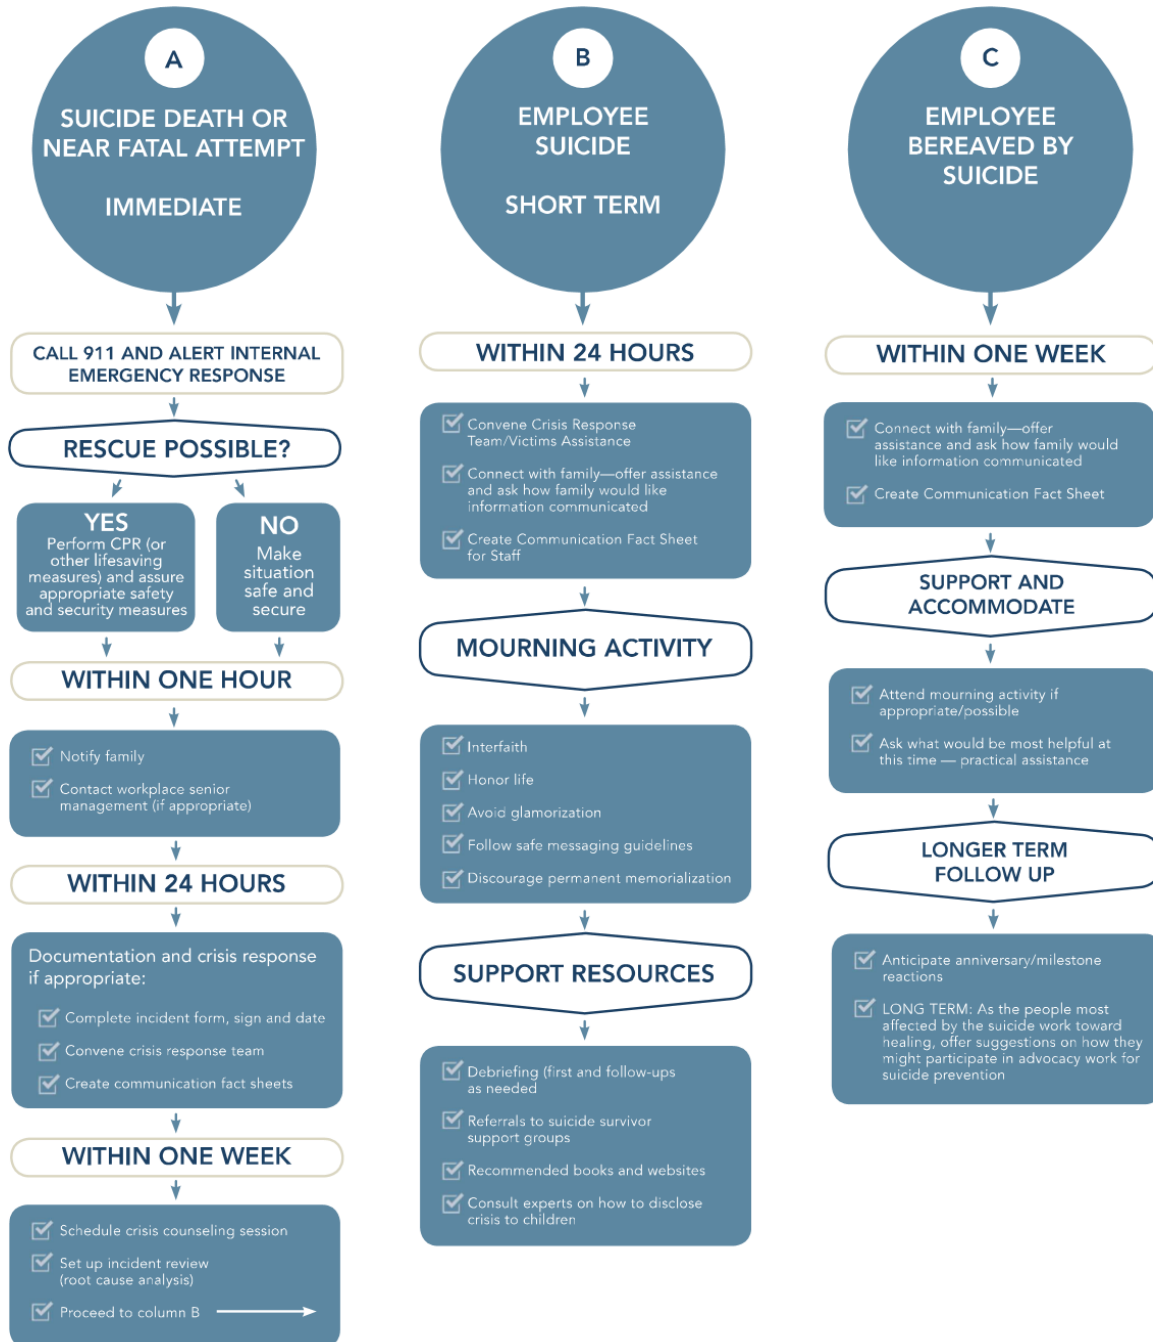 A
SUICIDE DEATH OR
NEAR FATAL ATTEMPT
IMMEDIATE
CALL 911 AND ALERT INTERNAL
EMERGENCY RESPONSE
RESCUE POSSIBLE?
YES
Perform CPR (or
other lifesaving
measures) and assure
appropriate safety
and security measures
NO
Make
situation
safe and
secure
WITHIN ONE HOUR
Notify family
Contact workplace senior
management (if appropriate)
WITHIN 24 HOURS
Documentation and crisis response
if appropriate:
Complete incident form, sign and date
Convene crisis response team
Create communication fact sheets
WITHIN ONE WEEK
Schedule crisis counseling session
Set up incident review
(root cause analysis)
Proceed to column B
B
EMPLOYEE
SUICIDE
SHORT TERM
WITHIN 24 HOURS
Convene Crisis Response
Team/Victims Assistance
Connect with family—offer assistance
and ask how family would like
information communicated
Create Communication Fact Sheet
for Staff
MOURNING ACTIVITY
Interfaith
Honor life
Avoid glamorization
Follow safe messaging guidelines
Discourage permanent memorialization
SUPPORT RESOURCES
Debriefing (first and follow-ups
as needed
Referrals to suicide survivor
support groups
Recommended books and websites
Consult experts on how to disclose
crisis to children
C
EMPLOYEE
BEREAVED BY
SUICIDE
WITHIN ONE WEEK
Connect with family—offer
assistance and ask how family would
like information communicated
Create Communication Fact Sheet
SUPPORT AND
ACCOMMODATE
Attend mourning activity if
appropriate/possible
Ask what would be most helpful at
this time — practical assistance
LONGER TERM
FOLLOW UP
Anticipate anniversary/milestone
reactions
LONG TERM: As the people most
affected by the suicide work toward
healing, offer suggestions on how they
might participate in advocacy work for
suicide prevention